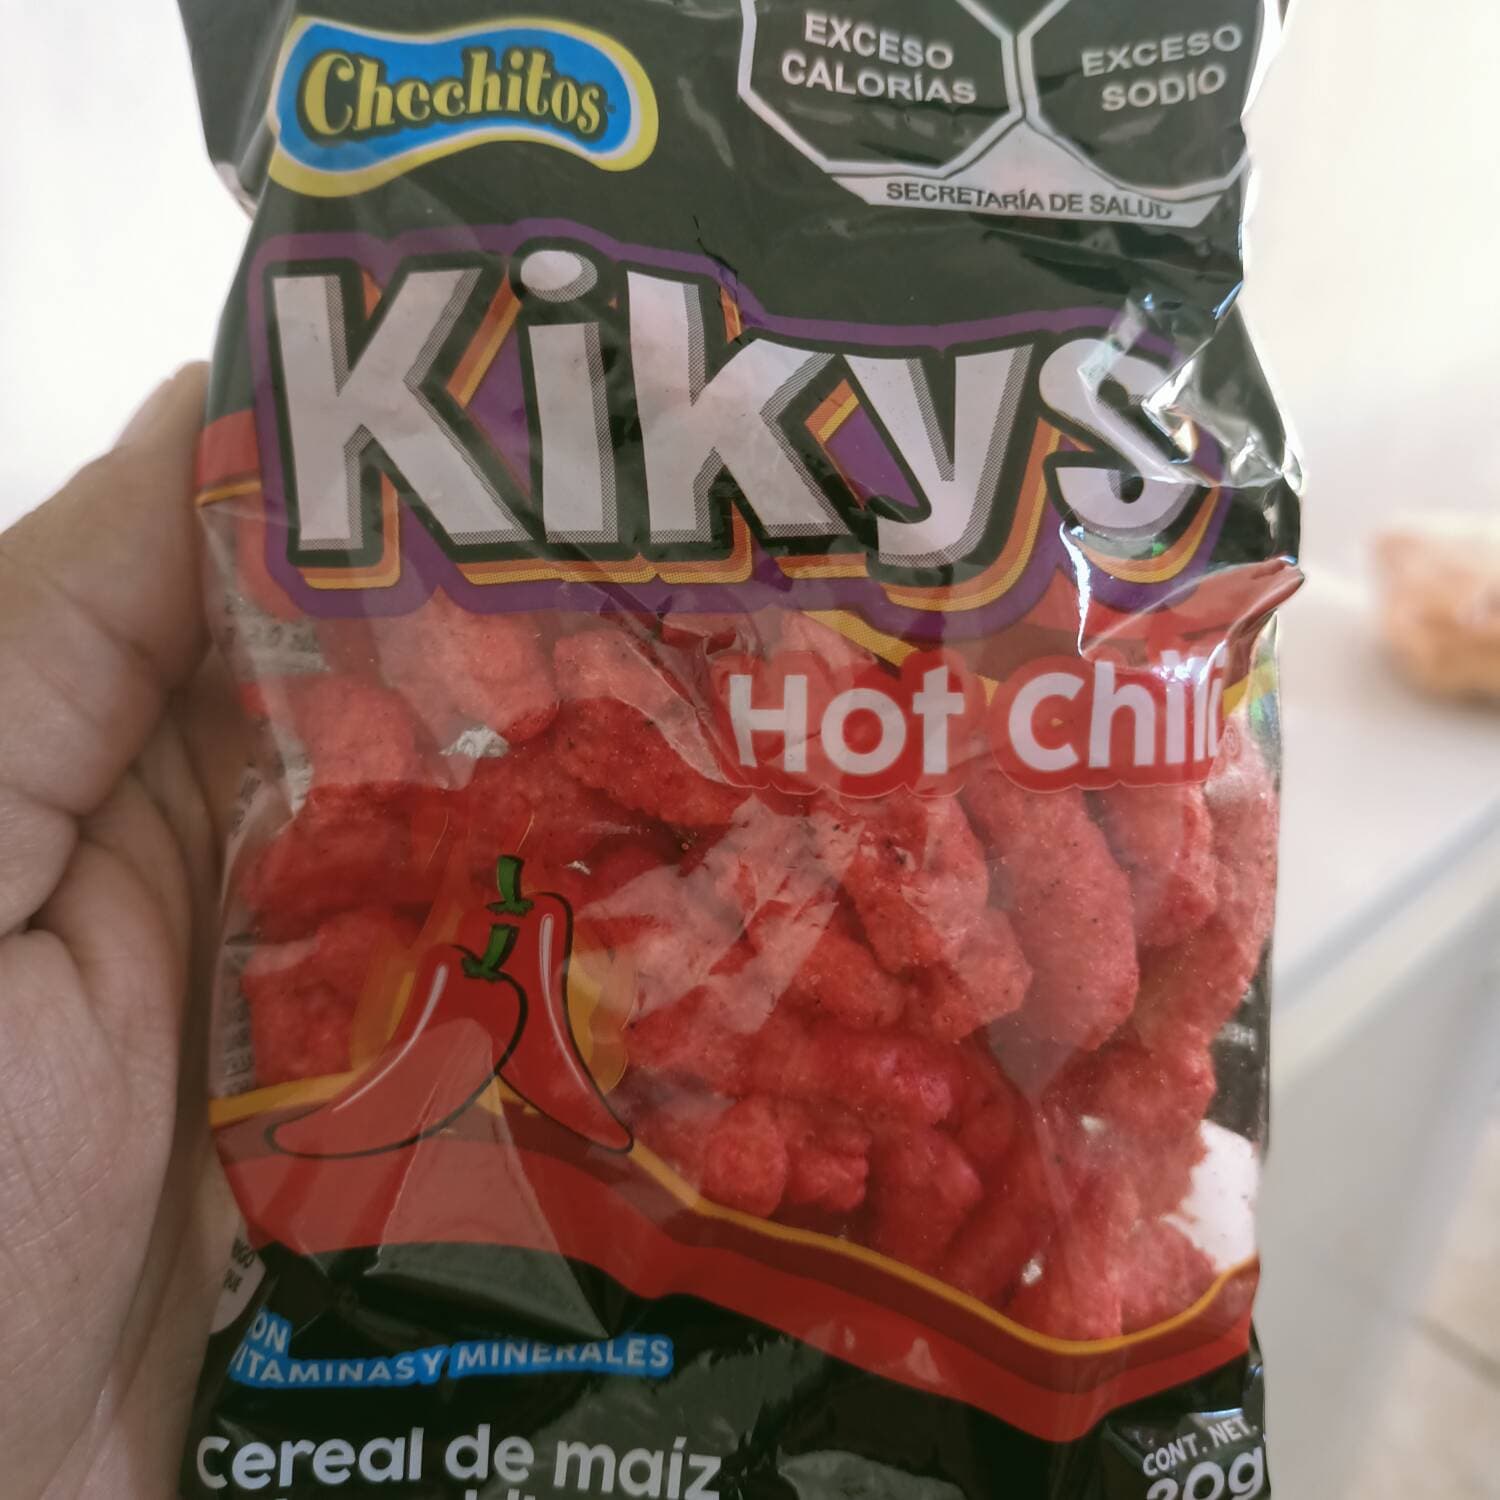 Chechitos
EXCESO
CALORÍAS
EXCESO
SODIO
SECRETARÍA DE SALUD
Kikys
Hot Chili
VITAMINAS Y MINERALES
Cereal de maíz
CONT. NET.